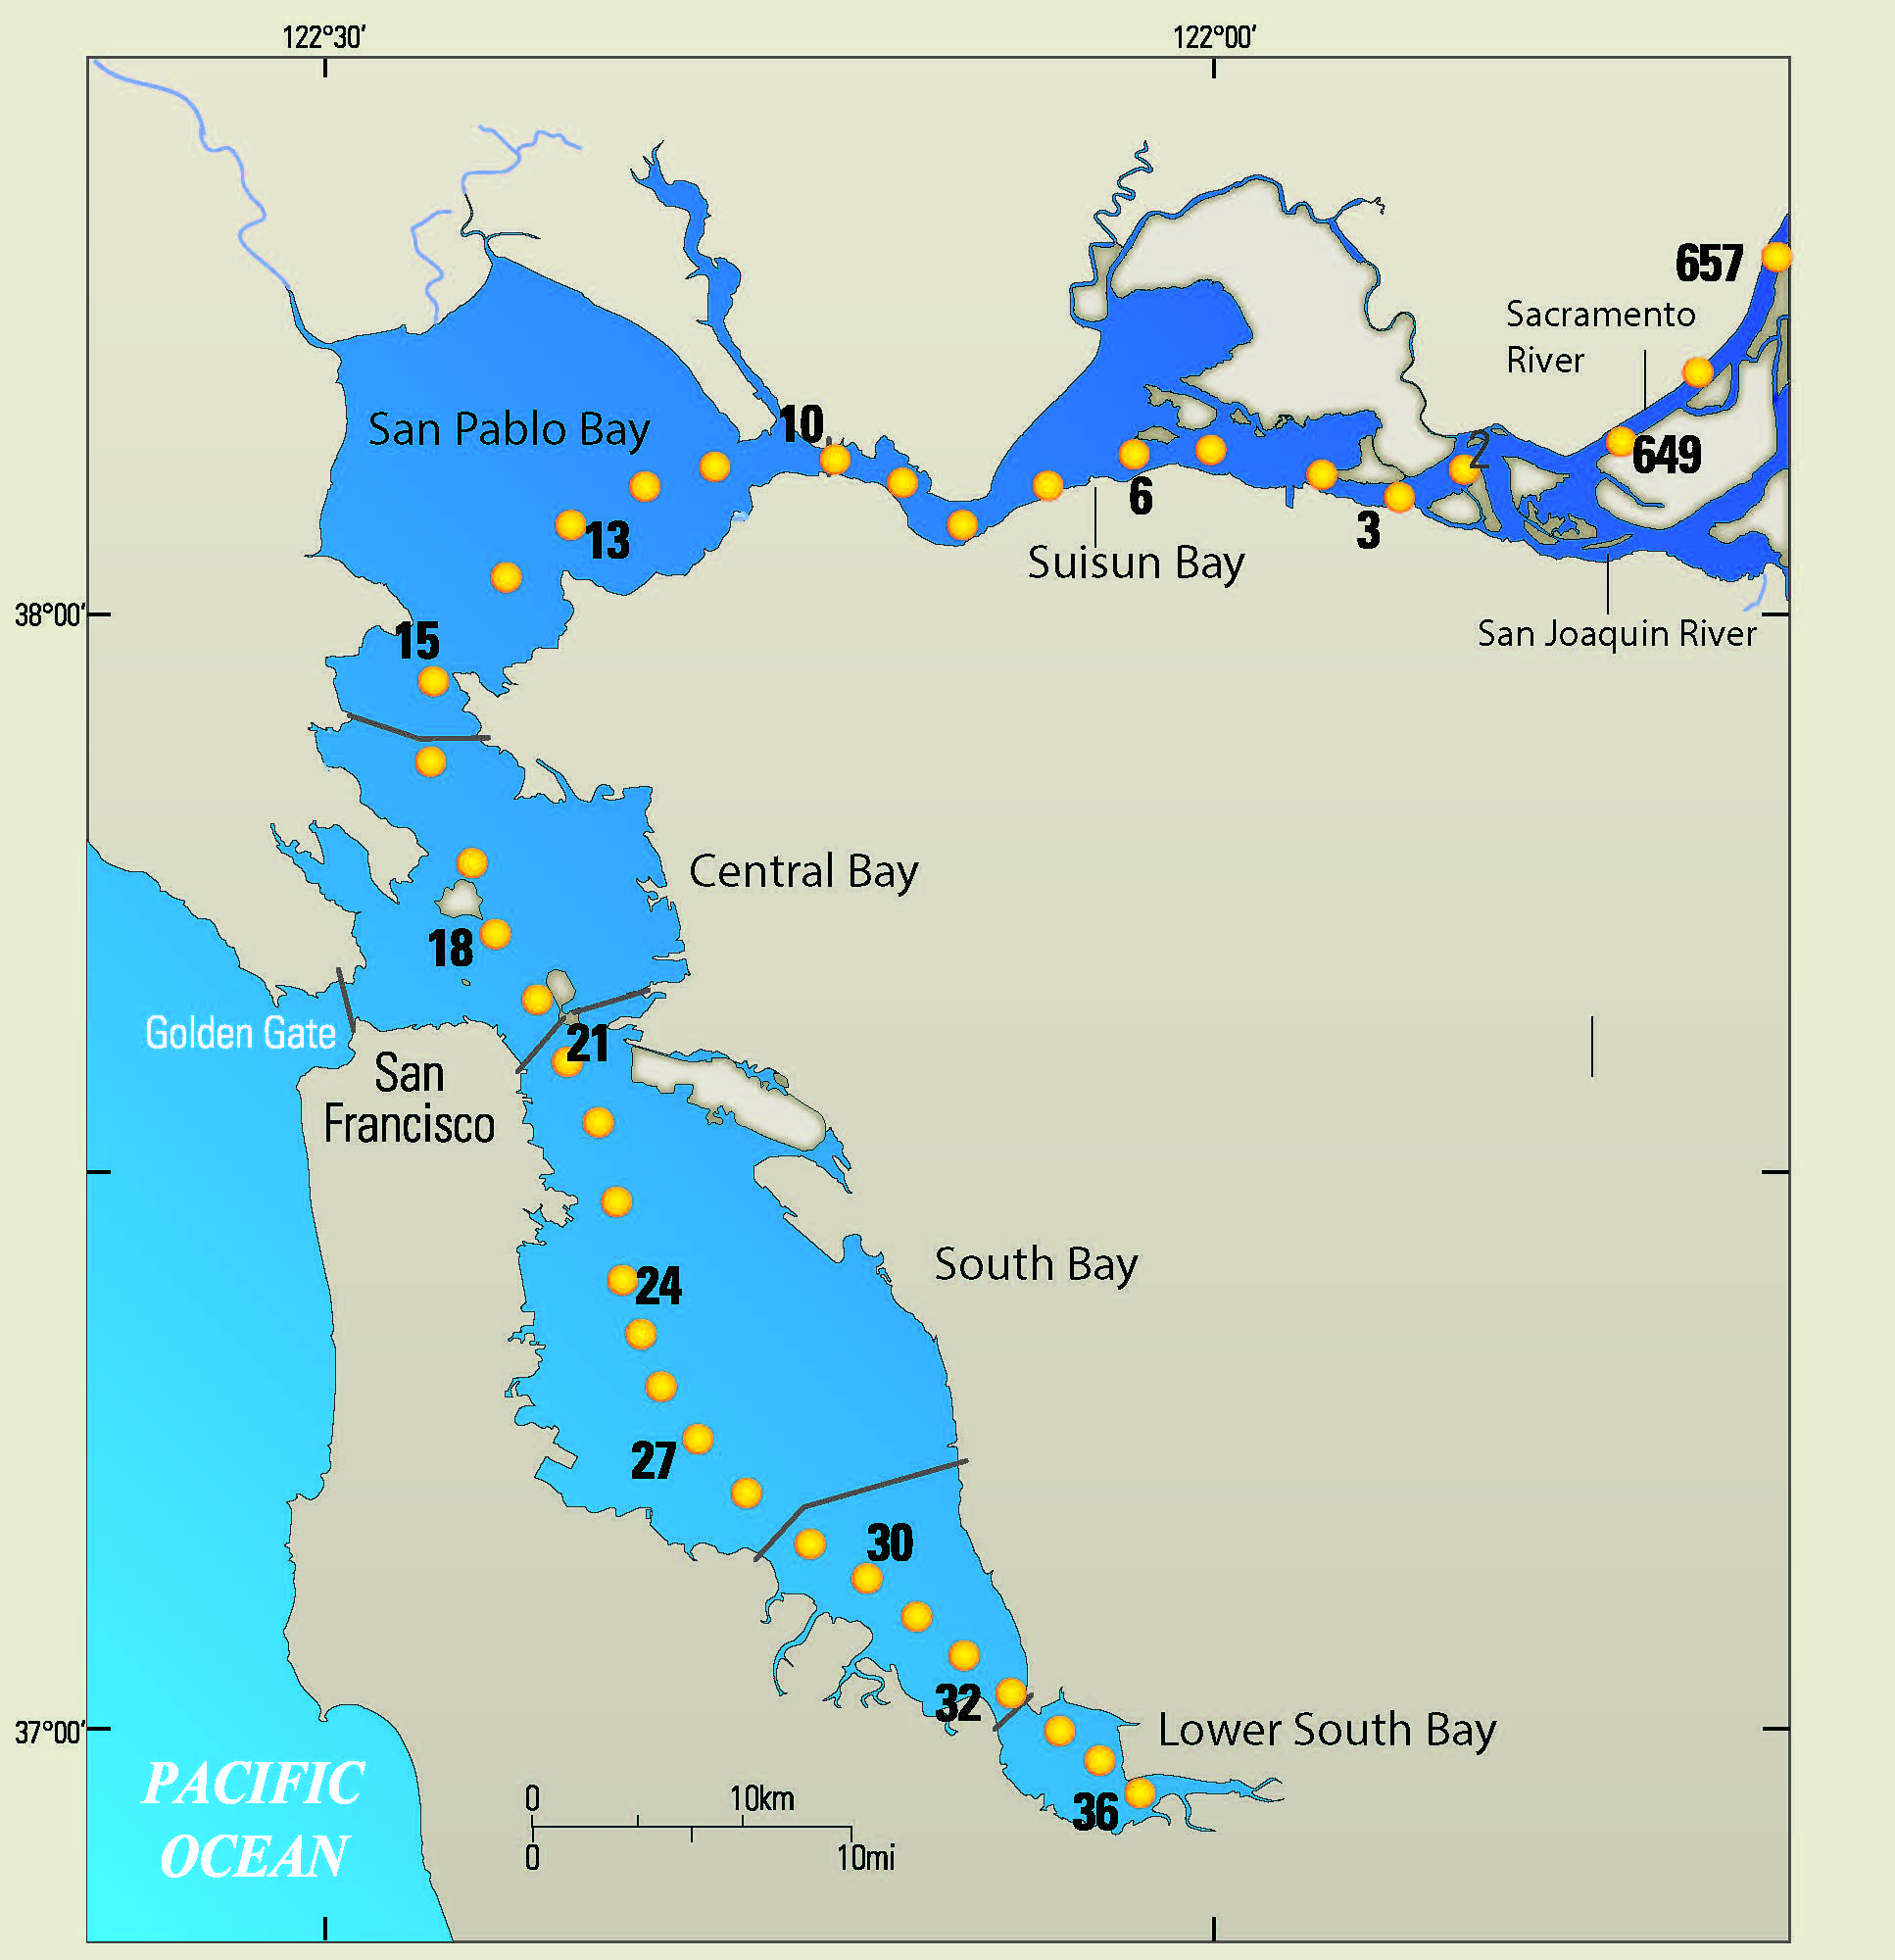 122°30'
122°00'
657
Sacramento
River
San Pablo Bay
10
649
2
6
3
13
Suisun Bay
38°00'
15
San Joaquin River
Central Bay
18
Golden Gate
21
San
Francisco
South Bay
24
27
30
32
37°00'
Lower South Bay
PACIFIC
OCEAN
36
0
10km
0
10mi